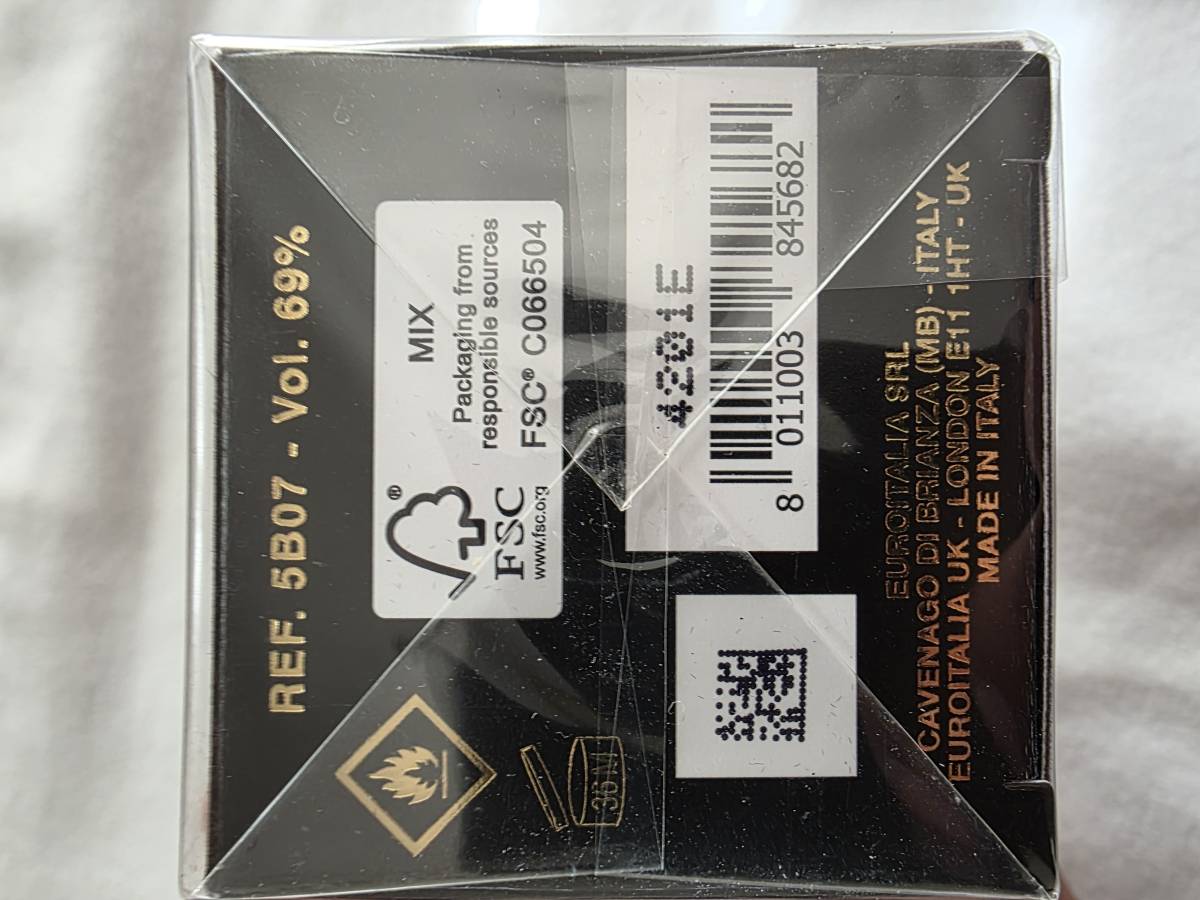 REF. 5B07 - Vol. 69%
MIX
Packaging from
responsible sources
FSC® C066504
®
FSC
www.fsc.org
36 M
4201E
8 011003 845682
EUROITALIA SRL
CAVENAGO DI BRIANZA (MB) - ITALY
EUROITALIA UK - LONDON E11 1HT - UK
MADE IN ITALY